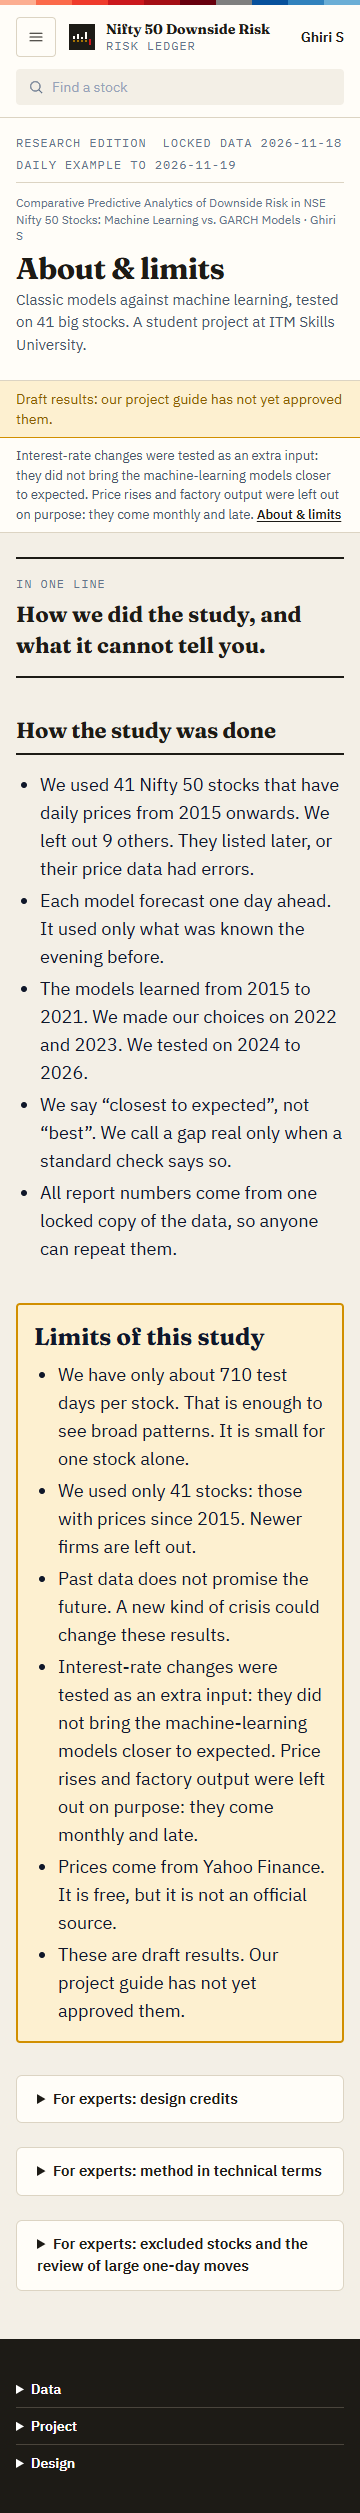 Nifty 50 Downside Risk
RISK LEDGER
Ghiri S
Find a stock
RESEARCH EDITION LOCKED DATA 2026-11-18
DAILY EXAMPLE TO 2026-11-19
Comparative Predictive Analytics of Downside Risk in NSE
Nifty 50 Stocks: Machine Learning vs. GARCH Models · Ghiri
S
About & limits
Classic models against machine learning, tested
on 41 big stocks. A student project at ITM Skills
University.
Draft results: our project guide has not yet approved
them.
Interest-rate changes were tested as an extra input:
they did not bring the machine-learning models closer
to expected. Price rises and factory output were left out
on purpose: they come monthly and late. About & limits
IN ONE LINE
How we did the study, and
what it cannot tell you.
How the study was done
• We used 41 Nifty 50 stocks that have
daily prices from 2015 onwards. We
left out 9 others. They listed later, or
their price data had errors.
• Each model forecast one day ahead.
It used only what was known the
evening before.
• The models learned from 2015 to
2021. We made our choices on 2022
and 2023. We tested on 2024 to
2026.
• We say “closest to expected”, not
“best”. We call a gap real only when a
standard check says so.
• All report numbers come from one
locked copy of the data, so anyone
can repeat them.
Limits of this study
• We have only about 710 test
days per stock. That is enough to
see broad patterns. It is small for
one stock alone.
• We used only 41 stocks: those
with prices since 2015. Newer
firms are left out.
• Past data does not promise the
future. A new kind of crisis could
change these results.
• Interest-rate changes were
tested as an extra input: they did
not bring the machine-learning
models closer to expected. Price
rises and factory output were left
out on purpose: they come
monthly and late.
• Prices come from Yahoo Finance.
It is free, but it is not an official
source.
• These are draft results. Our
project guide has not yet
approved them.
▶ For experts: design credits
▶ For experts: method in technical terms
▶ For experts: excluded stocks and the
review of large one-day moves
▶ Data
▶ Project
▶ Design